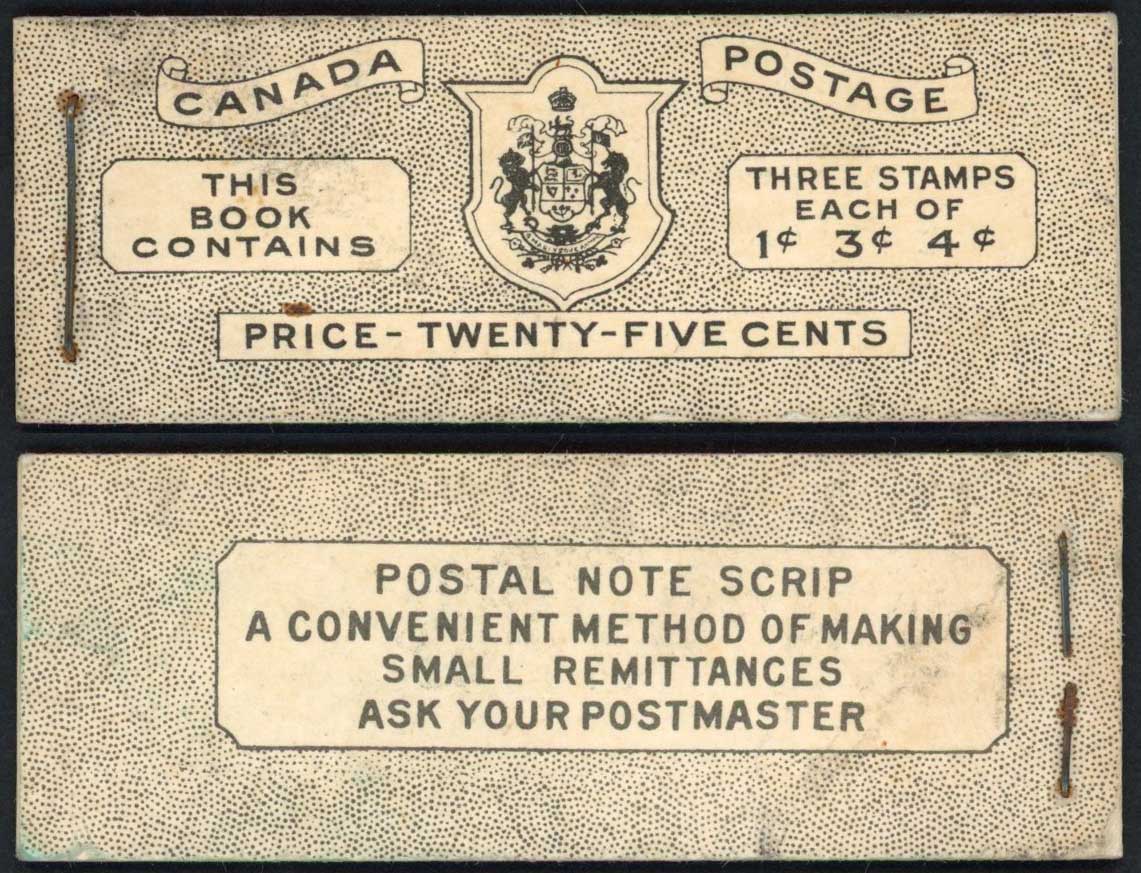 CANADA POSTAGE
THIS
BOOK
CONTAINS
THREE STAMPS
EACH OF
1¢ 3¢ 4¢
PRICE - TWENTY-FIVE CENTS
POSTAL NOTE SCRIP
A CONVENIENT METHOD OF MAKING
SMALL REMITTANCES
ASK YOUR POSTMASTER